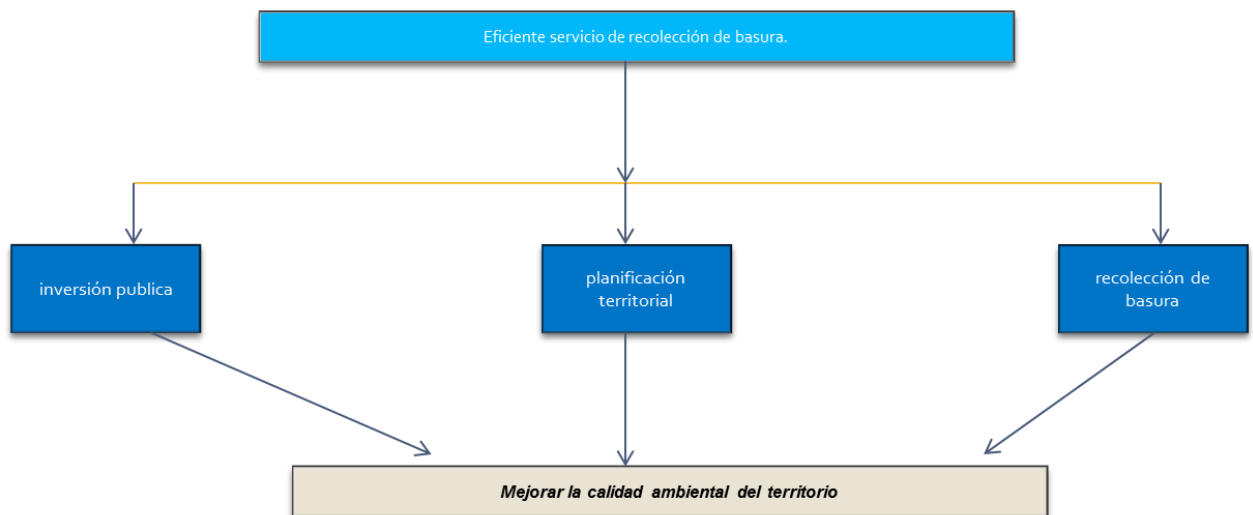 Eficiente servicio de recolección de basura.
inversión publica
planificación
territorial
recolección de
basura
Mejorar la calidad ambiental del territorio